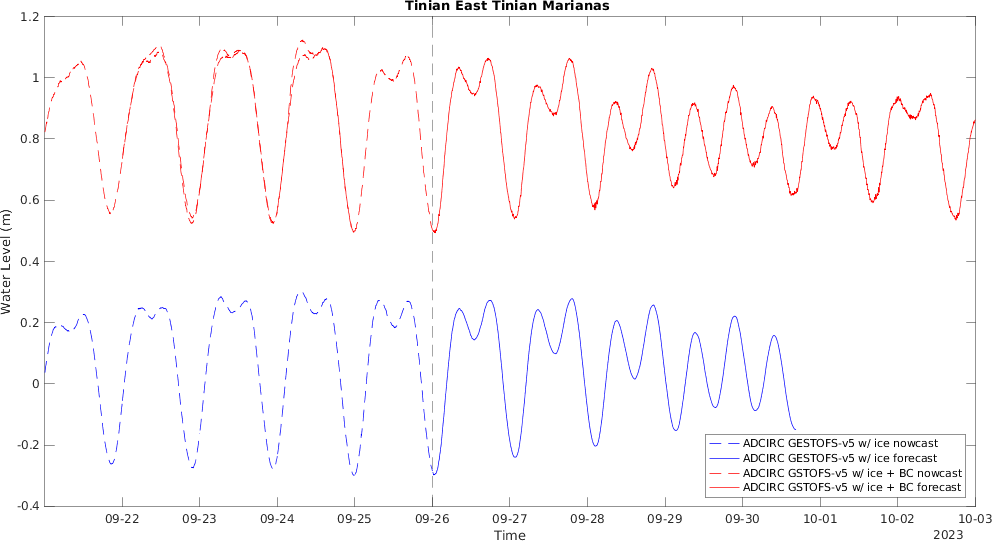 Tinian East Tinian Marianas
1.2
1
0.8
0.6
0.4
0.2
0
-0.2
-0.4
Water Level (m)
09-22 09-23 09-24 09-25 09-26 09-27 09-28 09-29 09-30 10-01 10-02 10-03
Time
2023
ADCIRC GESTOFS-v5 w/ ice nowcast
ADCIRC GESTOFS-v5 w/ ice forecast
ADCIRC GSTOFS-v5 w/ ice + BC nowcast
ADCIRC GSTOFS-v5 w/ ice + BC forecast